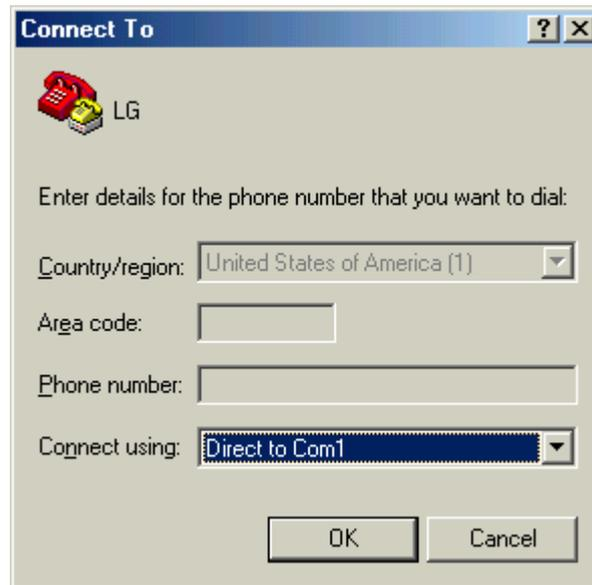 Connect To
LG
Enter details for the phone number that you want to dial:
Country/region: United States of America (1)
Area code:
Phone number:
Connect using: Direct to Com1
OK Cancel